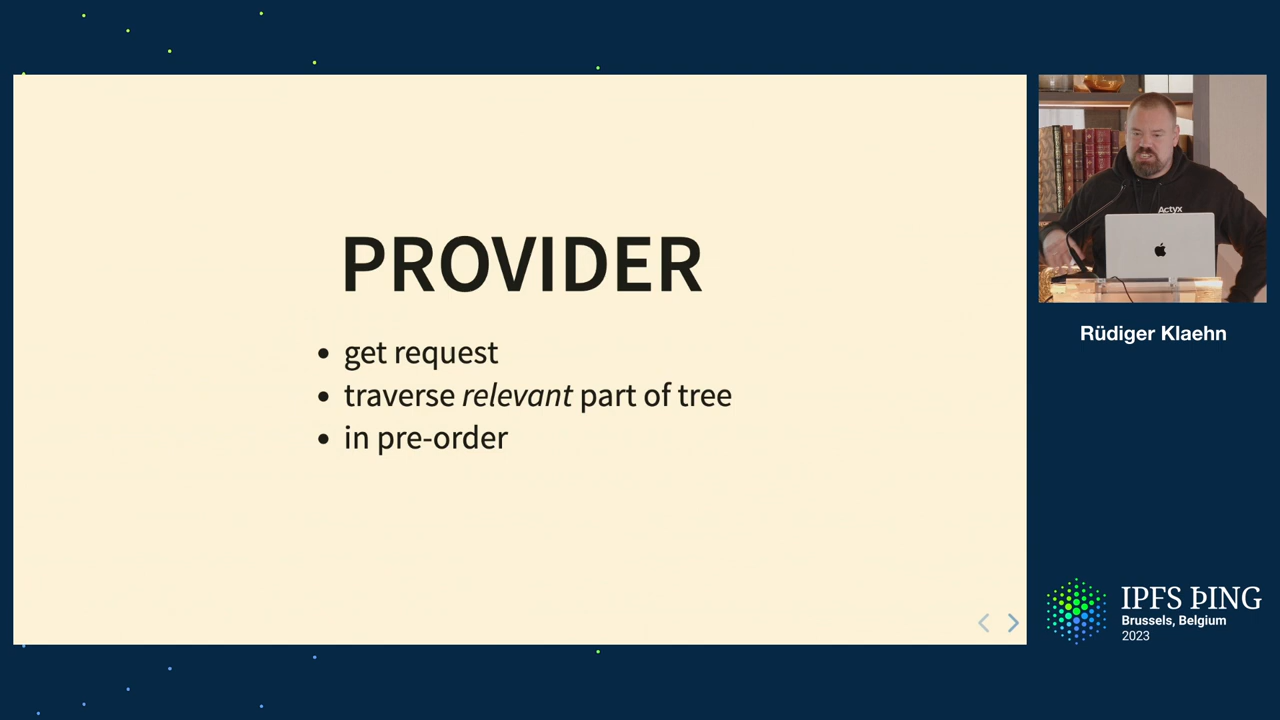 PROVIDER
get request
traverse relevant part of tree
in pre-order
Actyx
Rüdiger Klaehn
IPFS ÞING
Brussels, Belgium
2023